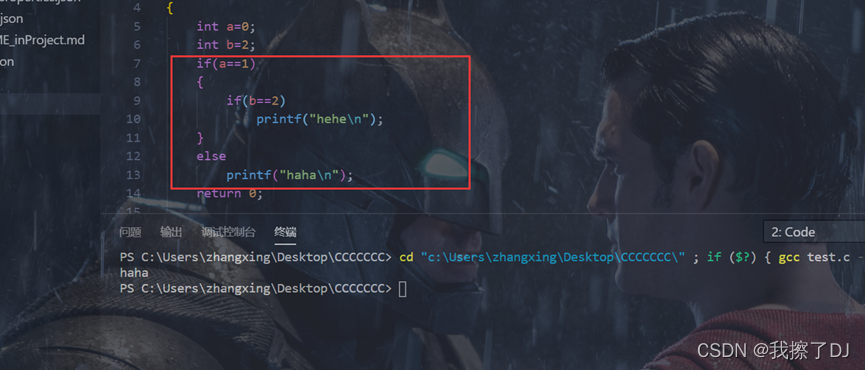 json
ME_inProject.md
on
4 {
5 int a=0;
6 int b=2;
7 if(a==1)
8 {
9 if(b==2)
10 printf("hehe\n");
11 }
12 else
13 printf("haha\n");
14 return 0;
15
问题 输出 调试控制台 终端 2: Code
PS C:\Users\zhangxing\Desktop\CCCCCCC> cd "c:\Users\zhangxing\Desktop\CCCCCCC\" ; if ($?) { gcc test.c -
haha
PS C:\Users\zhangxing\Desktop\CCCCCCC>
CSDN @我擦了DJ